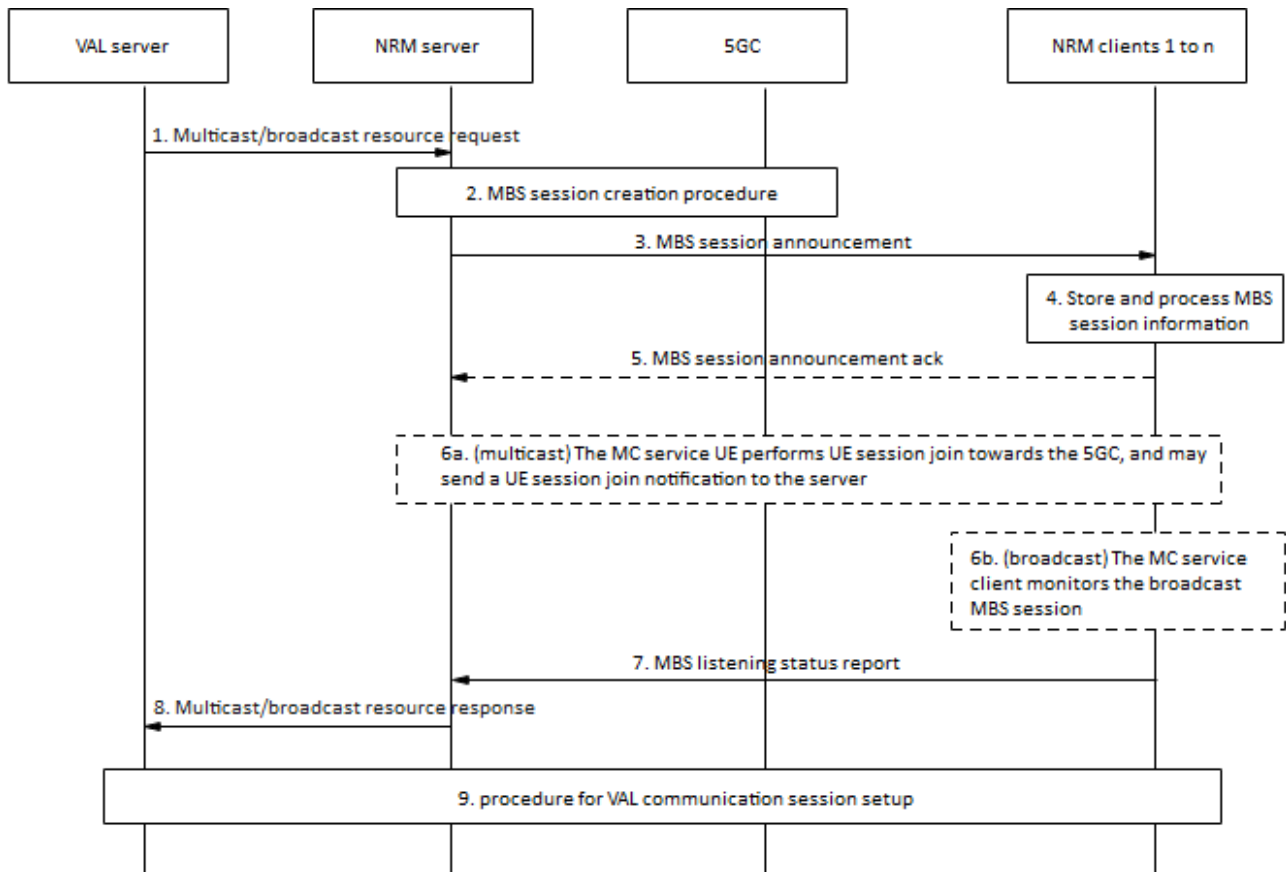 VAL server
NRM server
5GC
NRM clients 1 to n
1. Multicast/broadcast resource request
2. MBS session creation procedure
3. MBS session announcement
4. Store and process MBS
session information
5. MBS session announcement ack
6a. (multicast) The MC service UE performs UE session join towards the 5GC, and may
send a UE session join notification to the server
6b. (broadcast) The MC service
client monitors the broadcast
MBS session
7. MBS listening status report
8. Multicast/broadcast resource response
9. procedure for VAL communication session setup